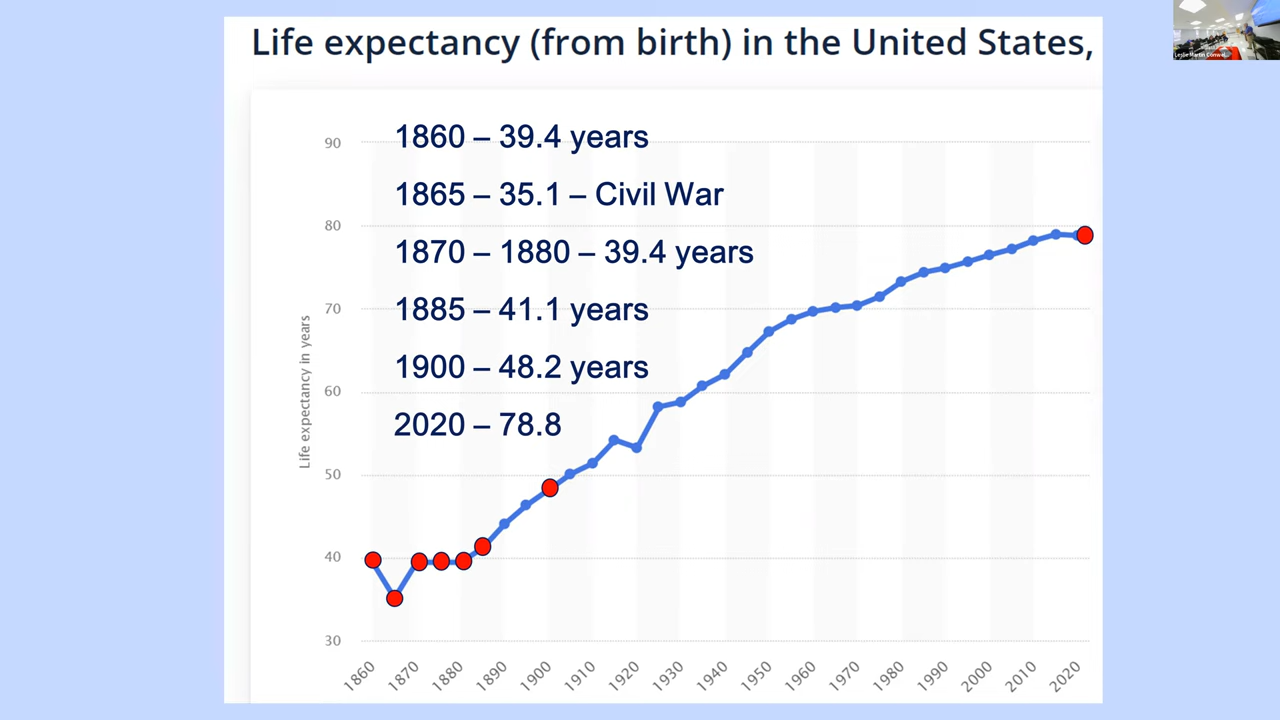 Life expectancy (from birth) in the United States,
1860 – 39.4 years
1865 – 35.1 – Civil War
1870 – 1880 – 39.4 years
1885 – 41.1 years
1900 – 48.2 years
2020 – 78.8
Life expectancy in years
90
80
70
60
50
40
30
1860
1870
1880
1890
1900
1910
1920
1930
1940
1950
1960
1970
1980
1990
2000
2010
2020
Leslie Martin